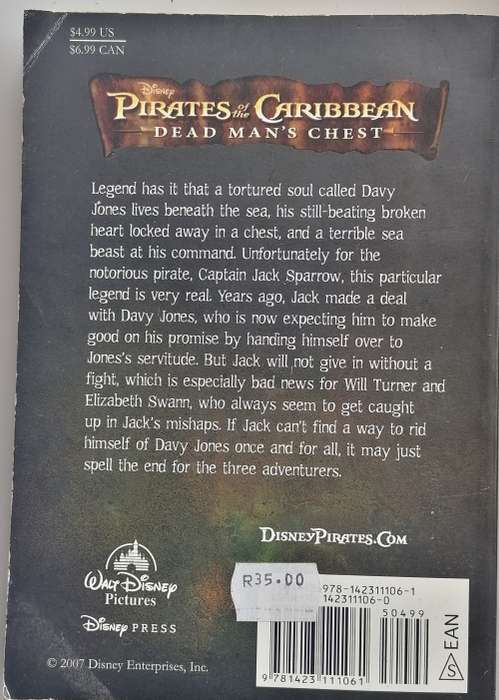 $4.99 US
$6.99 CAN
Disney
PIRATES of the CARIBBEAN
DEAD MAN'S CHEST
Legend has it that a tortured soul called Davy
Jones lives beneath the sea, his still-beating broken
heart locked away in a chest, and a terrible sea
beast at his command. Unfortunately for the
notorious pirate, Captain Jack Sparrow, this particular
legend is very real. Years ago, Jack made a deal
with Davy Jones, who is now expecting him to make
good on his promise by handing himself over to
Jones's servitude. But Jack will not give in without a
fight, which is especially bad news for Will Turner and
Elizabeth Swann, who always seem to get caught
up in Jack's mishaps. If Jack can't find a way to rid
himself of Davy Jones once and for all, it may just
spell the end for the three adventurers.
DISNEYPIRATES.COM
WALT DISNEY
Pictures
Disney PRESS
© 2007 Disney Enterprises, Inc.
R35.00
978-142311106-1
142311106-0
50499
9 781423 111061
S EAN